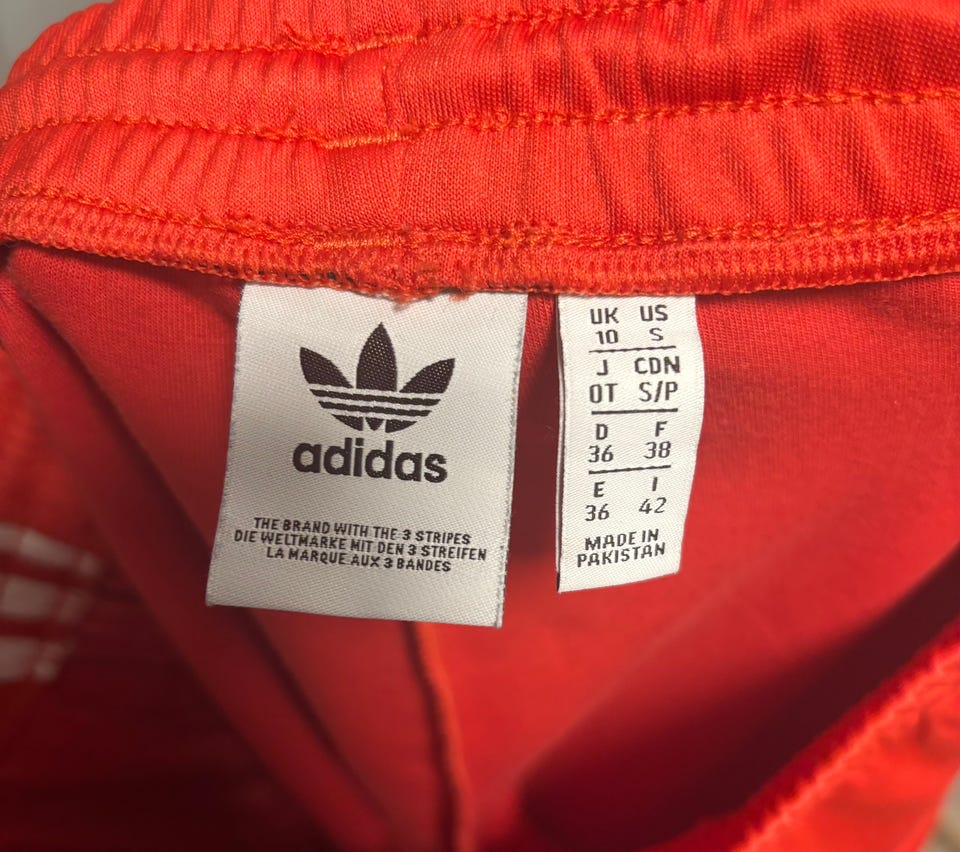 adidas
THE BRAND WITH THE 3 STRIPES
DIE WELTMARKE MIT DEN 3 STREIFEN
LA MARQUE AUX 3 BANDES
UK US
10 S
J CDN
OT S/P
D F
36 38
E I
36 42
MADE IN
PAKISTAN